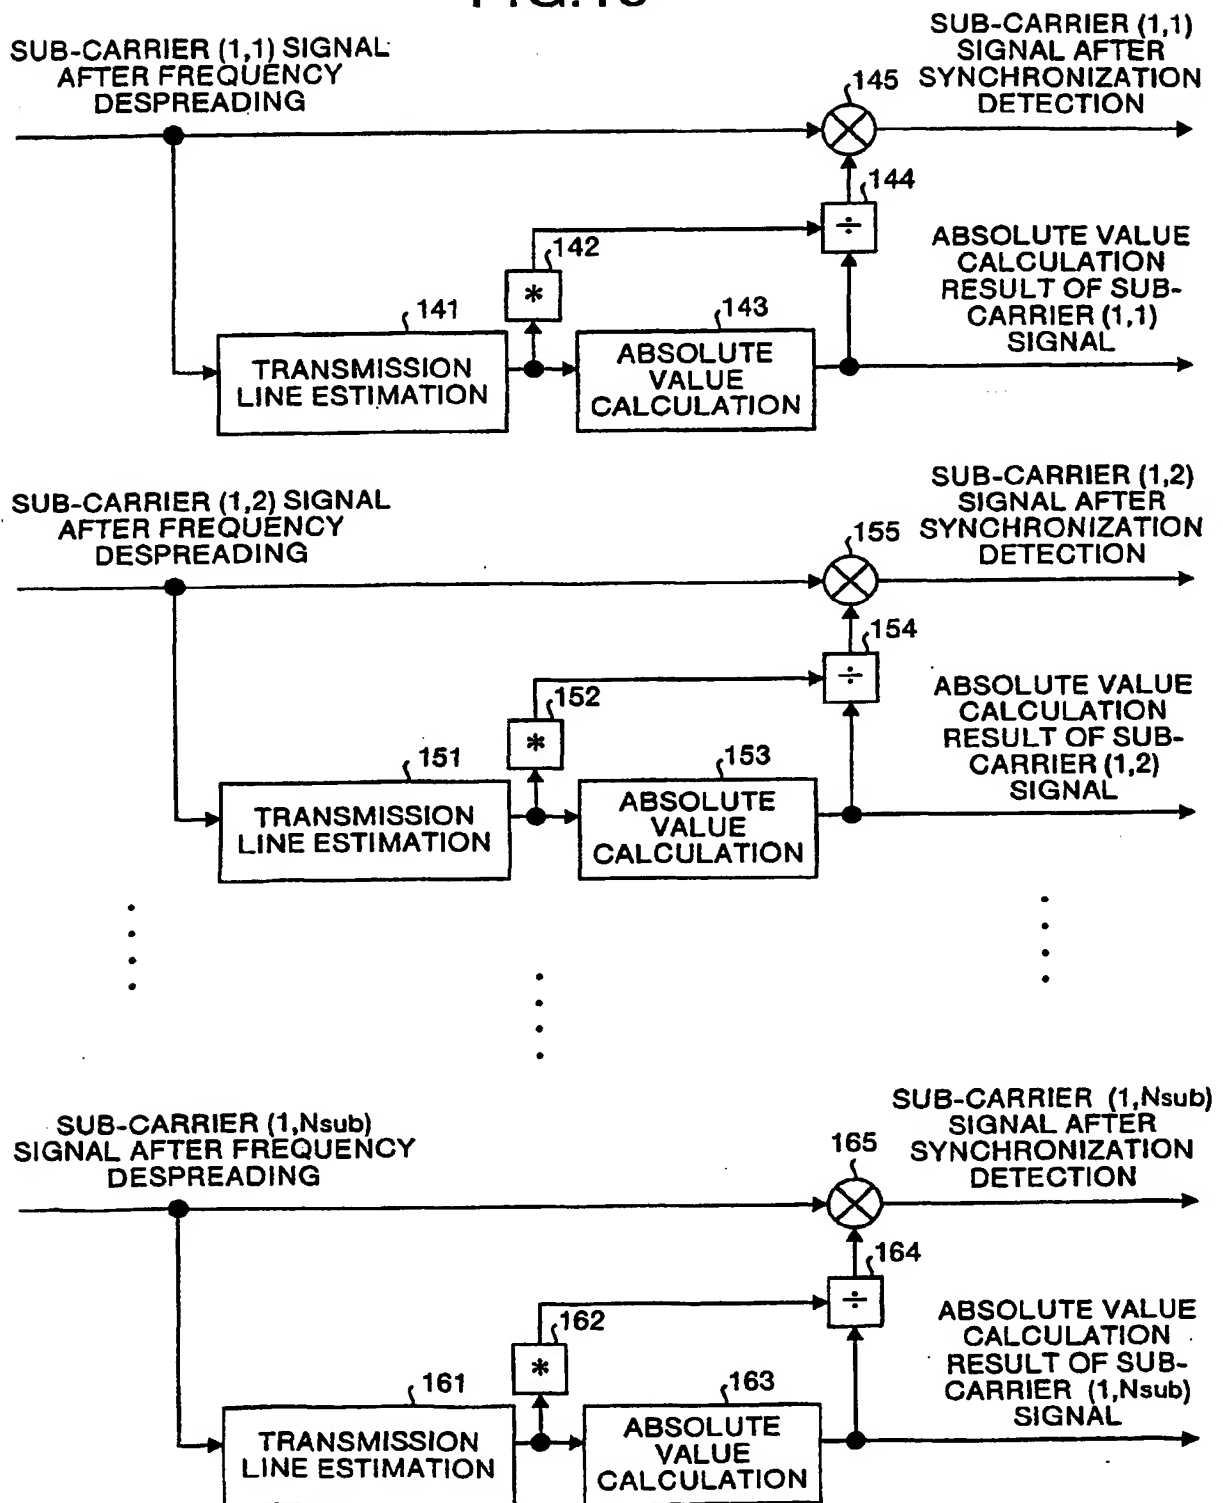 SUB-CARRIER (1,1) SIGNAL
AFTER FREQUENCY
DESPREADING
SUB-CARRIER (1,1)
SIGNAL AFTER
SYNCHRONIZATION
DETECTION
145
144
142
141
143
÷
*
TRANSMISSION
LINE ESTIMATION
ABSOLUTE
VALUE
CALCULATION
ABSOLUTE VALUE
CALCULATION
RESULT OF SUB-
CARRIER (1,1)
SIGNAL
SUB-CARRIER (1,2) SIGNAL
AFTER FREQUENCY
DESPREADING
SUB-CARRIER (1,2)
SIGNAL AFTER
SYNCHRONIZATION
DETECTION
155
154
152
151
153
÷
*
TRANSMISSION
LINE ESTIMATION
ABSOLUTE
VALUE
CALCULATION
ABSOLUTE VALUE
CALCULATION
RESULT OF SUB-
CARRIER (1,2)
SIGNAL
SUB-CARRIER (1,Nsub)
SIGNAL AFTER FREQUENCY
DESPREADING
SUB-CARRIER (1,Nsub)
SIGNAL AFTER
SYNCHRONIZATION
DETECTION
165
164
162
161
163
÷
*
TRANSMISSION
LINE ESTIMATION
ABSOLUTE
VALUE
CALCULATION
ABSOLUTE VALUE
CALCULATION
RESULT OF SUB-
CARRIER (1,Nsub)
SIGNAL